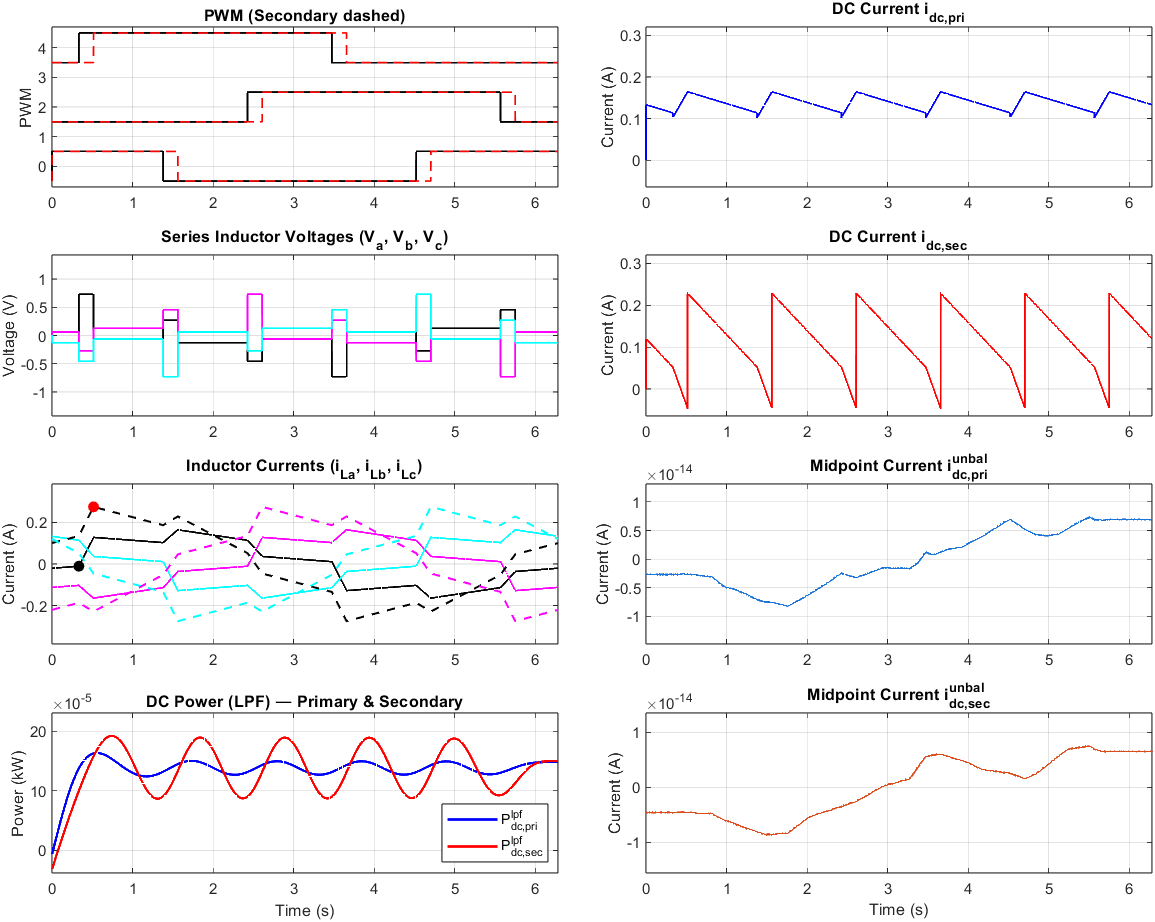 PWM (Secondary dashed)
PWM
4
3
2
1
0
0 1 2 3 4 5 6
DC Current i_dc,pri
Current (A)
0.3
0.2
0.1
0
0 1 2 3 4 5 6
Series Inductor Voltages (V_a, V_b, V_c)
Voltage (V)
1
0.5
0
-0.5
-1
0 1 2 3 4 5 6
DC Current i_dc,sec
Current (A)
0.3
0.2
0.1
0
0 1 2 3 4 5 6
Inductor Currents (i_La, i_Lb, i_Lc)
Current (A)
0.2
0
-0.2
0 1 2 3 4 5 6
Midpoint Current i_dc,pri^unbal
×10^-14
Current (A)
1
0.5
0
-0.5
-1
0 1 2 3 4 5 6
DC Power (LPF) — Primary & Secondary
×10^-5
Power (kW)
20
10
0
P_dc,pri^lpf
P_dc,sec^lpf
0 1 2 3 4 5 6
Time (s)
Midpoint Current i_dc,sec^unbal
×10^-14
Current (A)
1
0
-1
0 1 2 3 4 5 6
Time (s)